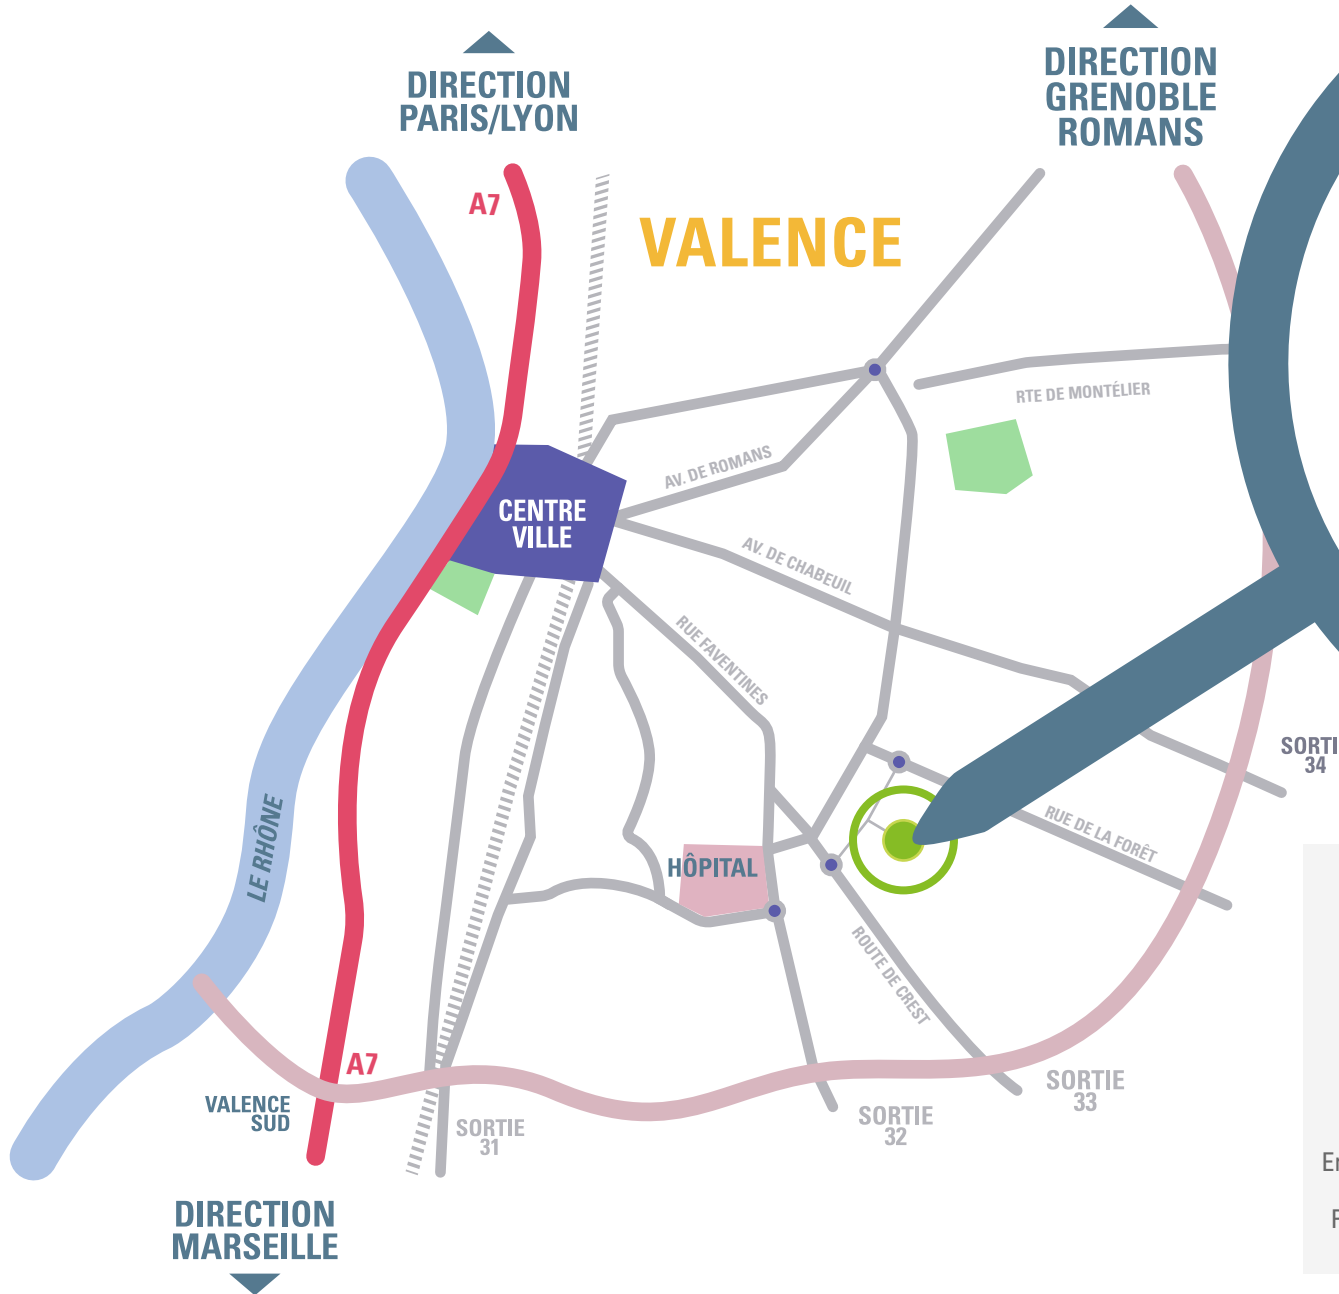 DIRECTION
PARIS/LYON
DIRECTION
GRENOBLE
ROMANS
A7
VALENCE
RTE DE MONTÉLIER
AV. DE ROMANS
CENTRE
VILLE
AV. DE CHABEUIL
RUE FAVENTINES
SORTI
34
LE RHÔNE
RUE DE LA FORÊT
HÔPITAL
ROUTE DE CREST
A7
VALENCE
SUD
SORTIE
31
SORTIE
32
SORTIE
33
DIRECTION
MARSEILLE